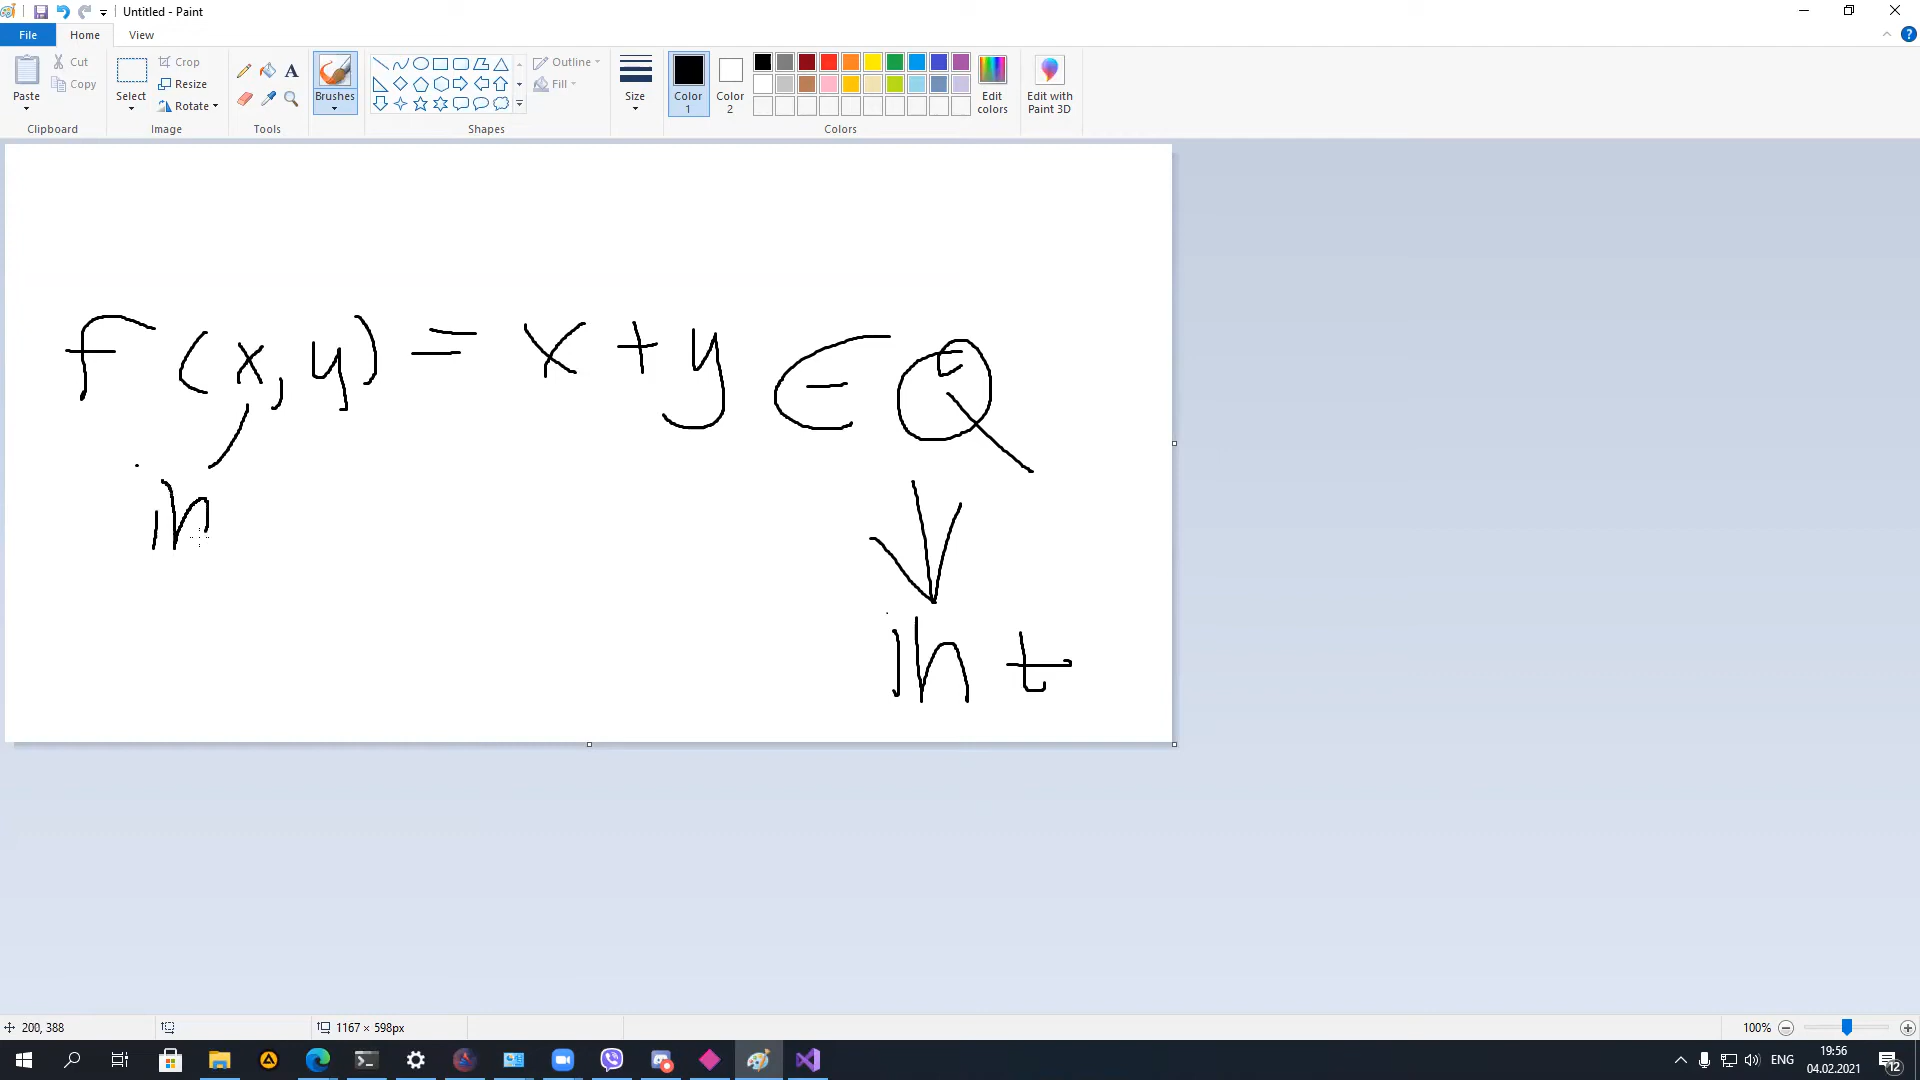 Untitled - Paint
File Home View
Paste Cut Copy Clipboard
Select Crop Resize Rotate Image
Tools
Brushes
Shapes
Outline Fill
Size
Color 1 Color 2 Colors
Edit colors
Edit with Paint 3D
f(x,y) = x + y ∈ Q
in
int
200, 388
1167 × 598px
100%
ENG
19:56
04.02.2021
12